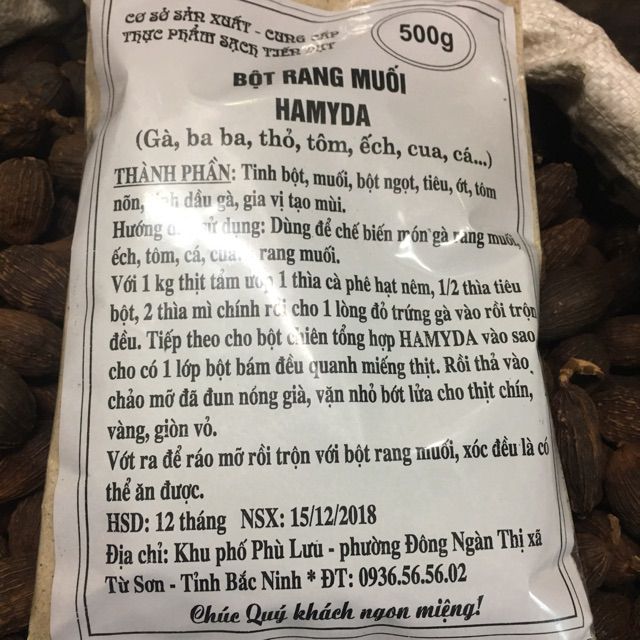 CƠ SỞ SẢN XUẤT - CUNG CẤP
THỰC PHẨM SẠCH TIẾN
500g
BỘT RANG MUỐI
HAMYDA
(Gà, ba ba, thỏ, tôm, ếch, cua, cá...)
THÀNH PHẦN: Tinh bột, muối, bột ngọt, tiêu, ớt, tôm
nõn, dầu gà, gia vị tạo mùi.
Hướng sử dụng: Dùng để chế biến món gà rang muối,
ếch, tôm, cá, cua, rang muối.
Với 1 kg thịt tẩm ướp 1 thìa cà phê hạt nêm, 1/2 thìa tiêu
bột, 2 thìa mì chính rồi cho 1 lòng đỏ trứng gà vào rồi trộn
đều. Tiếp theo cho bột chiên tổng hợp HAMYDA vào sao
cho có 1 lớp bột bám đều quanh miếng thịt. Rồi thả vào
chảo mỡ đã đun nóng già, vặn nhỏ bớt lửa cho thịt chín,
vàng, giòn vỏ.
Vớt ra để ráo mỡ rồi trộn với bột rang muối, xóc đều là có
thể ăn được.
HSD: 12 tháng NSX: 15/12/2018
Địa chỉ: Khu phố Phù Lưu - phường Đông Ngàn Thị xã
Từ Sơn - Tỉnh Bắc Ninh * ĐT: 0936.56.56.02
Chúc Quý khách ngon miệng!